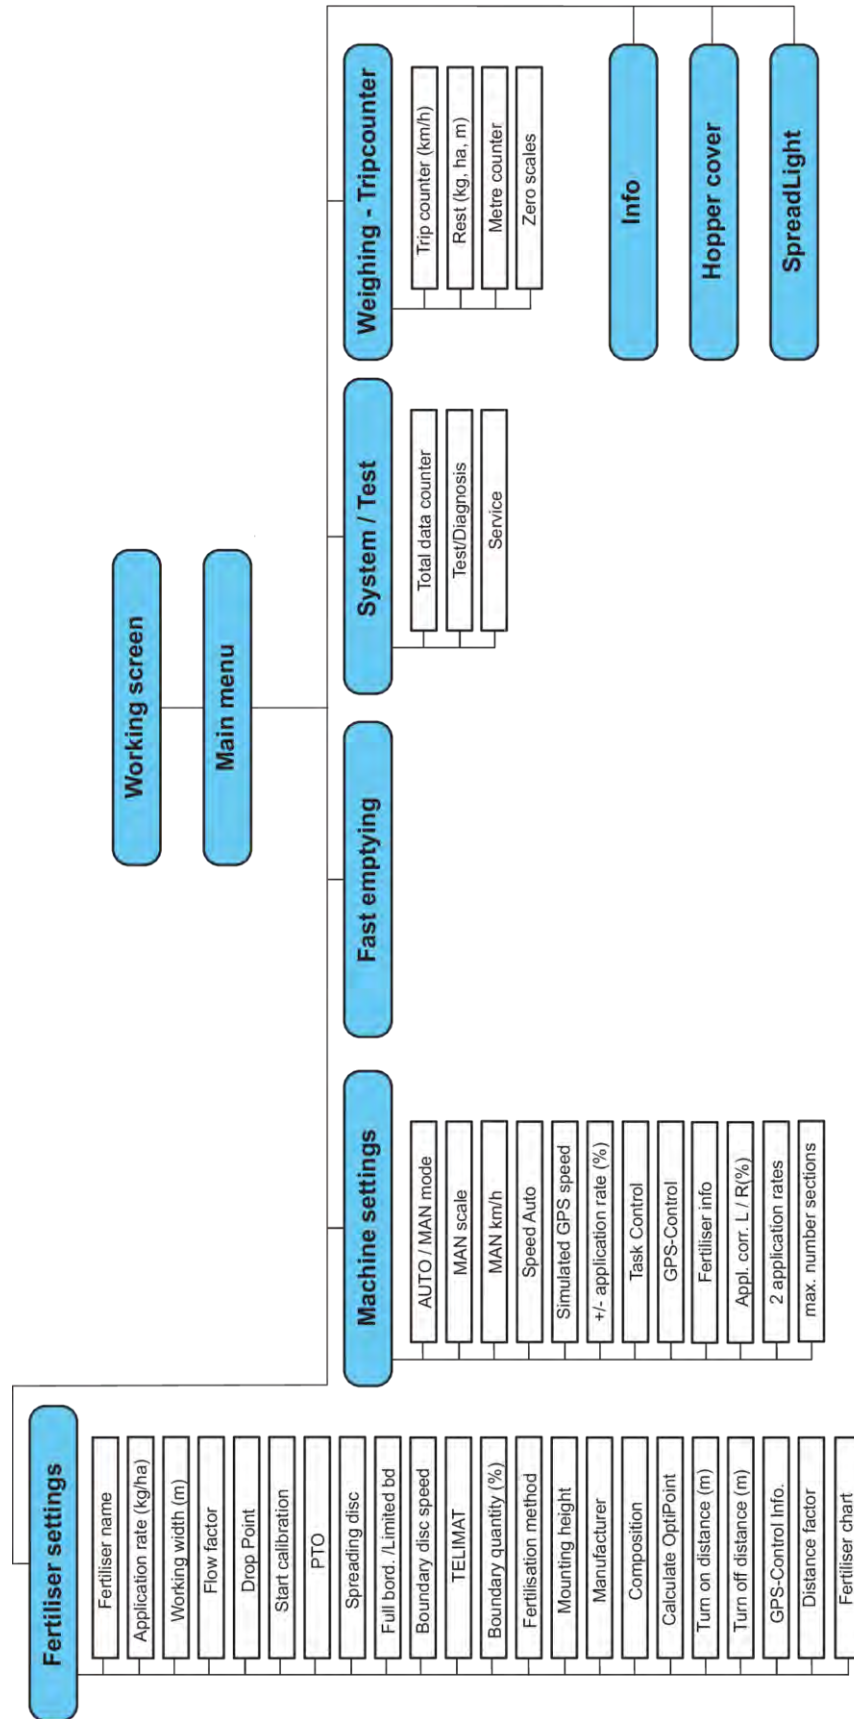 Working screen
Main menu
Fertiliser settings
Fertiliser name
Application rate (kg/ha)
Working width (m)
Flow factor
Drop Point
Start calibration
PTO
Spreading disc
Full bord. /Limited bd
Boundary disc speed
TELIMAT
Boundary quantity (%)
Fertilisation method
Mounting height
Manufacturer
Composition
Calculate OptiPoint
Turn on distance (m)
Turn off distance (m)
GPS-Control Info.
Distance factor
Fertiliser chart
Machine settings
AUTO / MAN mode
MAN scale
MAN km/h
Speed Auto
Simulated GPS speed
+/- application rate (%)
Task Control
GPS-Control
Fertiliser info
Appl. corr. L / R(%)
2 application rates
max. number sections
Fast emptying
System / Test
Total data counter
Test/Diagnosis
Service
Weighing - Tripcounter
Trip counter (km/h)
Rest (kg, ha, m)
Metre counter
Zero scales
Info
Hopper cover
SpreadLight